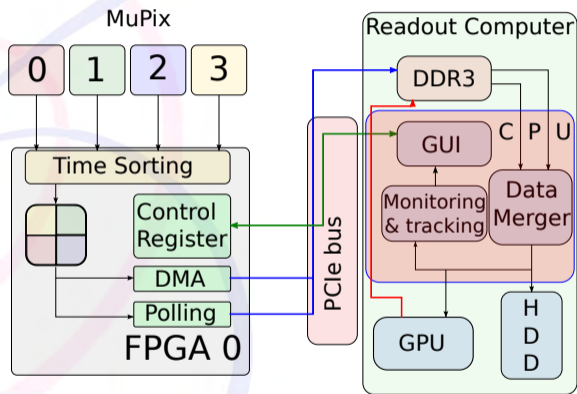 MuPix
0 1 2 3
Time Sorting
Control
Register
DMA
Polling
FPGA 0
PCIe bus
Readout Computer
DDR3
C P U
GUI
Monitoring
& tracking
Data
Merger
GPU
H
D
D